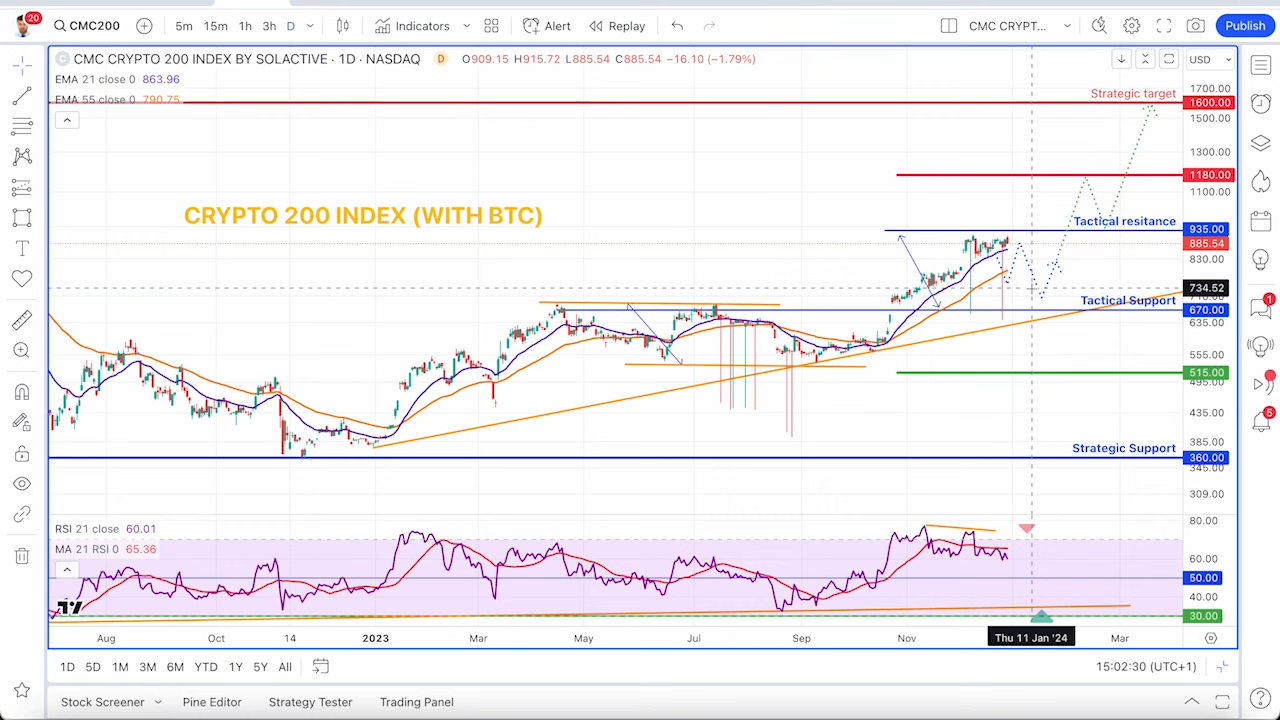 20
CMC200
5m 15m 1h 3h D
Indicators
Alert
Replay
CMC CRYPT...
Publish
CMC CRYPTO 200 INDEX BY SOLACTIVE · 1D · NASDAQ
D
O909.15 H915.72 L885.54 C885.54 −16.10 (−1.79%)
USD
EMA 21 close 0 863.96
EMA 55 close 0 790.75
Strategic target
Tactical resitance
Tactical Support
Strategic Support
CRYPTO 200 INDEX (WITH BTC)
1700.00
1600.00
1500.00
1300.00
1180.00
1100.00
935.00
885.54
830.00
734.52
670.00
635.00
555.00
515.00
495.00
435.00
385.00
360.00
345.00
309.00
RSI 21 close 60.01
MA 21 RSI 0 65.36
80.00
60.00
50.00
40.00
30.00
Aug Oct 14 2023 Mar May Jul Sep Nov Thu 11 Jan '24 Mar
1D 5D 1M 3M 6M YTD 1Y 5Y All
15:02:30 (UTC+1)
Stock Screener Pine Editor Strategy Tester Trading Panel
1
5